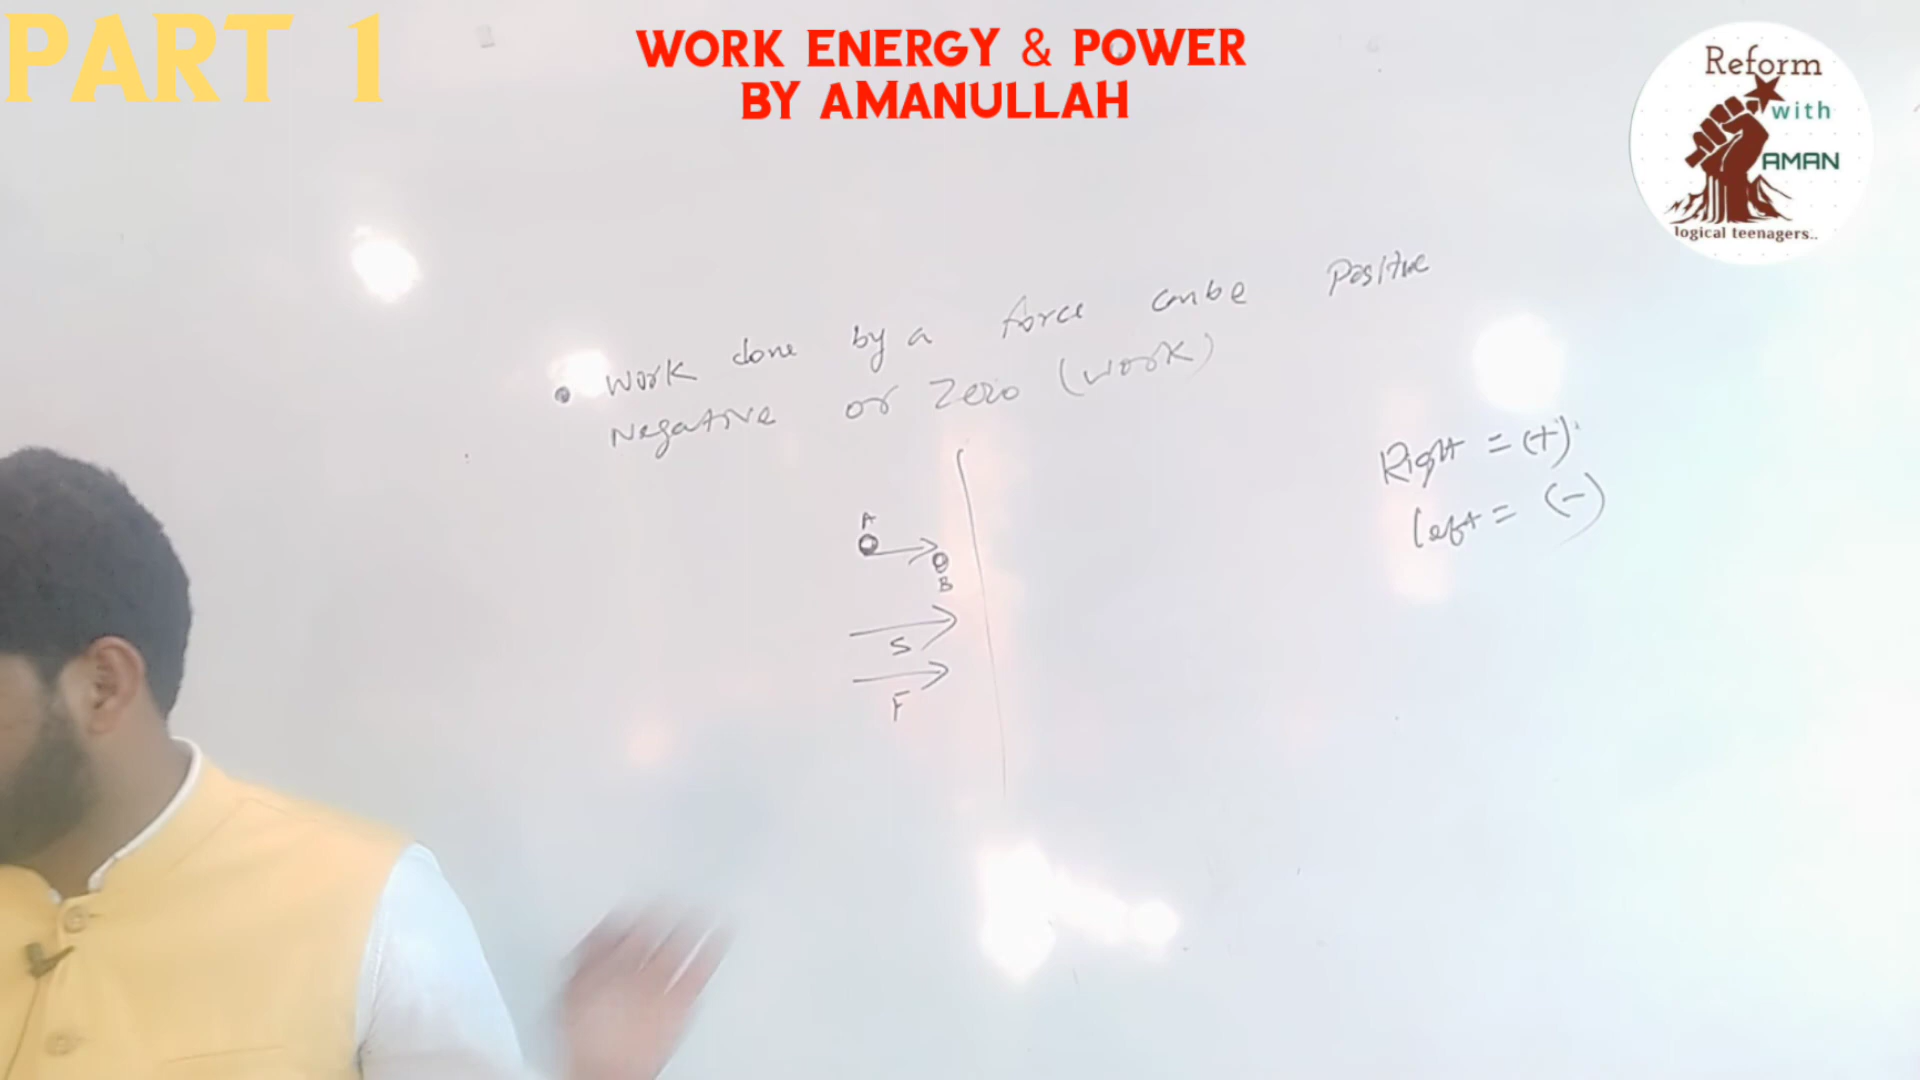 PART 1
WORK ENERGY & POWER
BY AMANULLAH
Reform
with
AMAN
logical teenagers..
• Work done by a force can be Positive
Negative or Zero (work)
Right = (+)
left = (-)
A
B
S
F